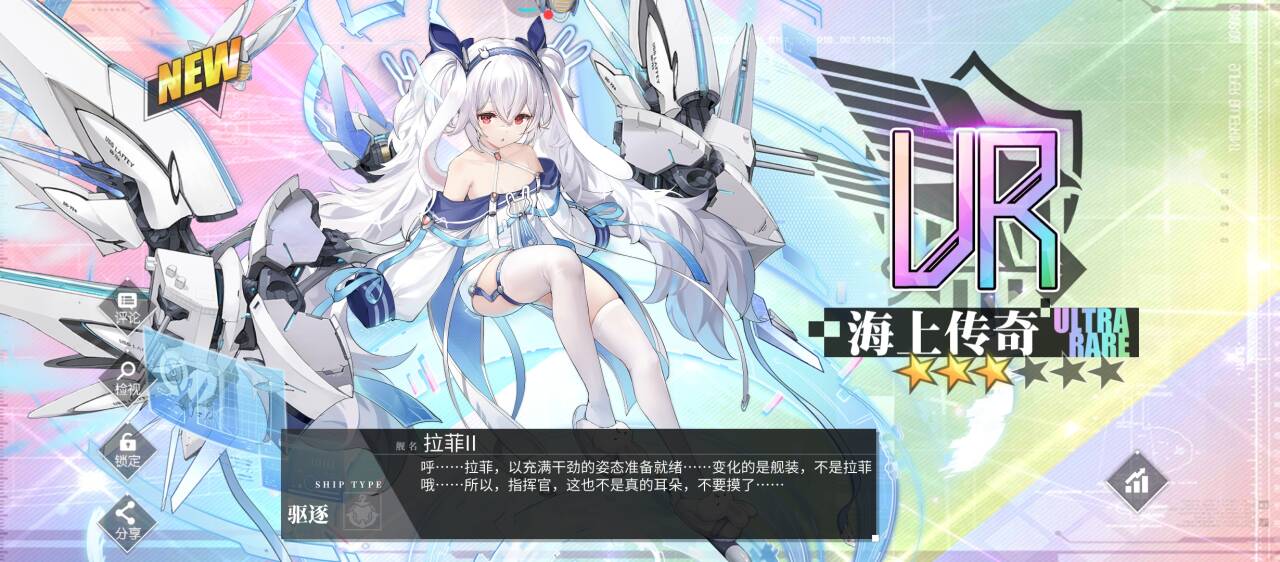 NEW
USS LAFFEY
UR
海上传奇
ULTRA
RARE
评论
检视
锁定
分享
舰名 拉菲II
呼……拉菲，以充满干劲的姿态准备就绪……变化的是舰装，不是拉菲
哦……所以，指挥官，这也不是真的耳朵，不要摸了……
SHIP TYPE
驱逐